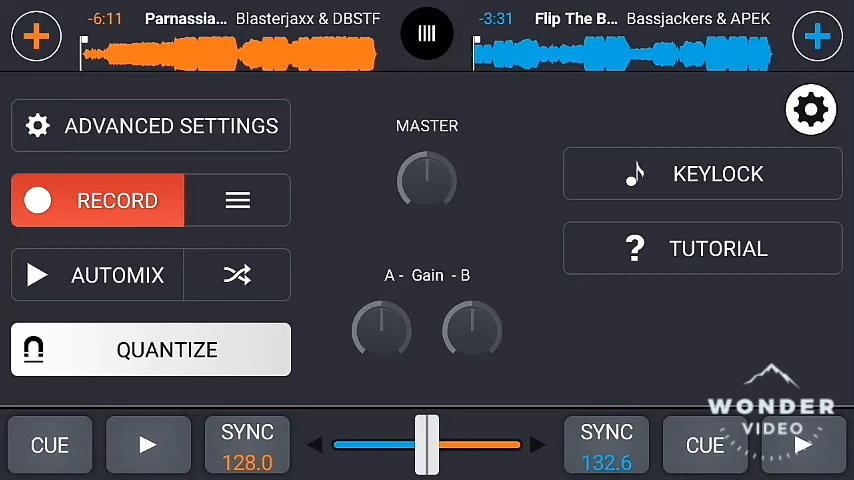 -6:11 Parnassia... Blasterjaxx & DBSTF
-3:31 Flip The B... Bassjackers & APEK
ADVANCED SETTINGS
MASTER
RECORD
KEYLOCK
? TUTORIAL
AUTOMIX
A - Gain - B
QUANTIZE
WONDER
VIDEO
CUE
SYNC
128.0
SYNC
132.6
CUE